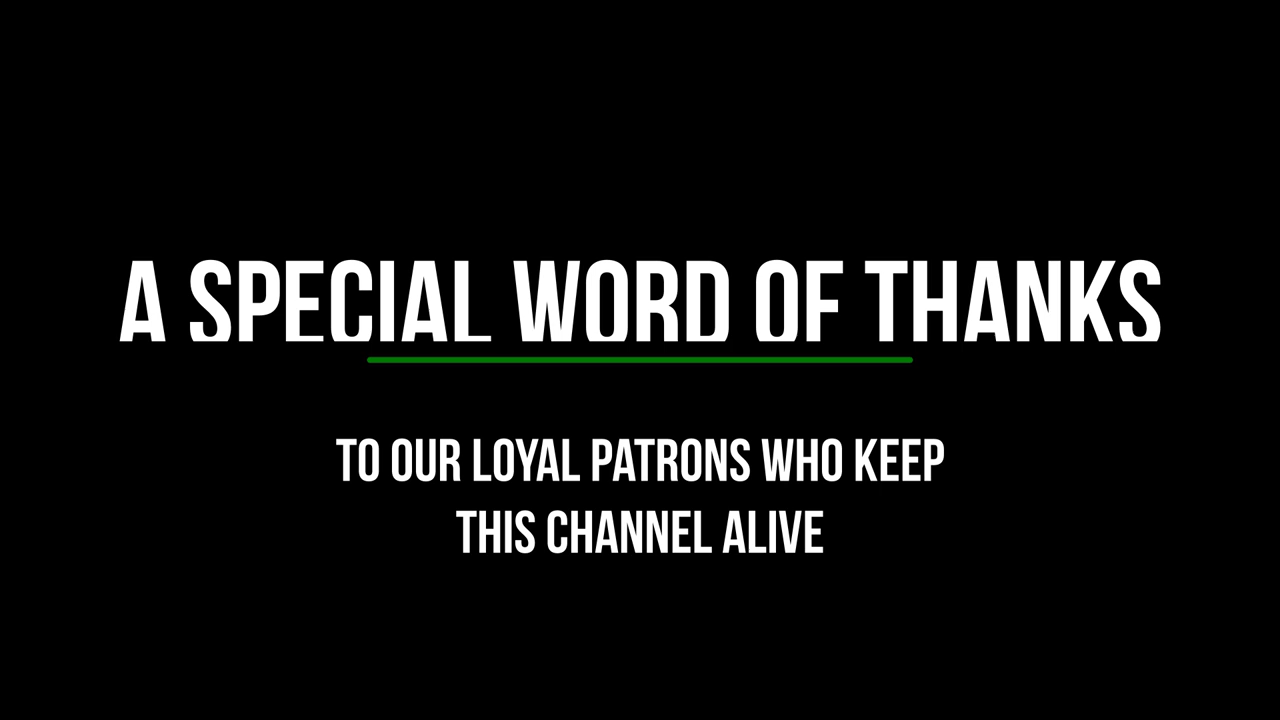 A SPECIAL WORD OF THANKS
TO OUR LOYAL PATRONS WHO KEEP
THIS CHANNEL ALIVE